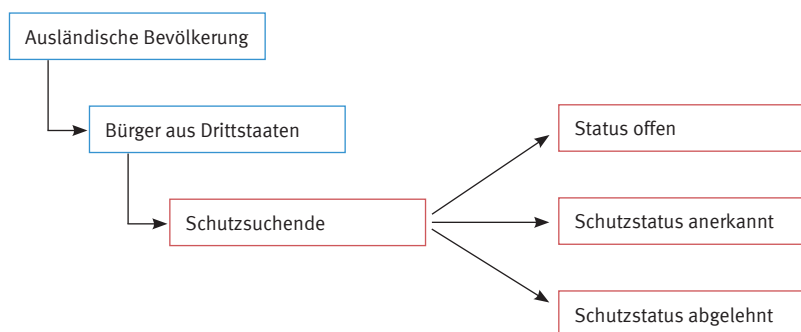 Ausländische Bevölkerung
Bürger aus Drittstaaten
Status offen
Schutzsuchende
Schutzstatus anerkannt
Schutzstatus abgelehnt